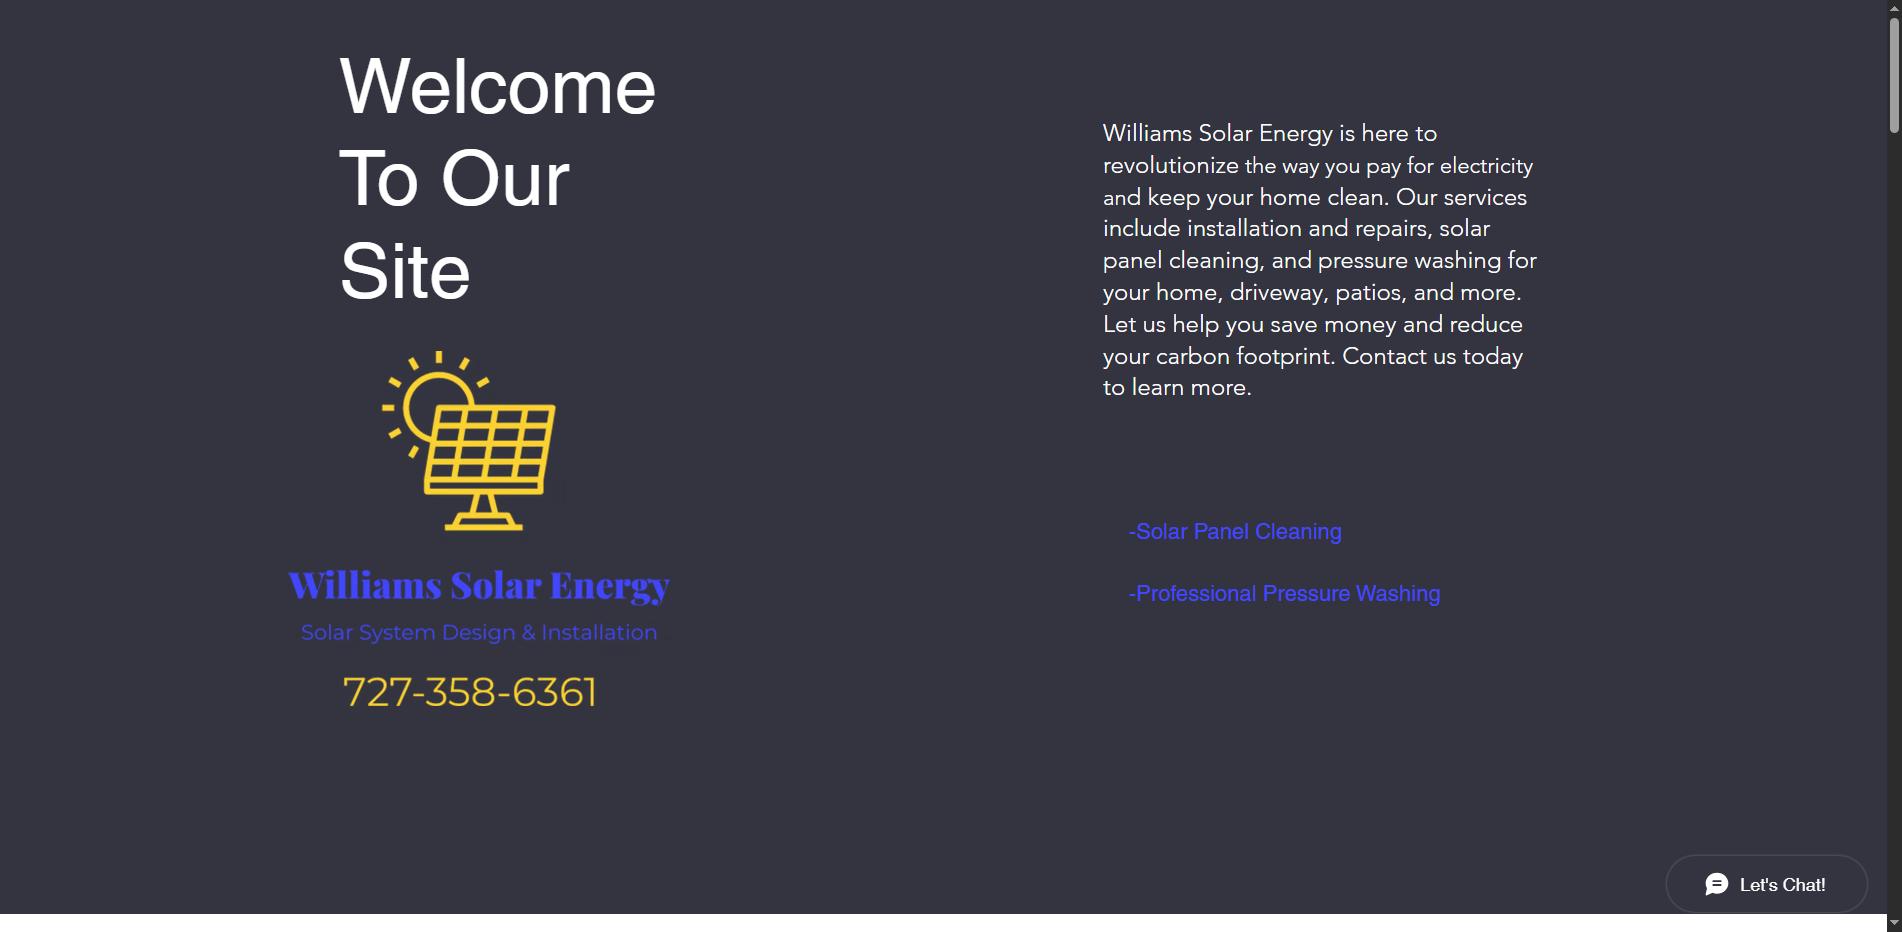 Welcome
To Our
Site
Williams Solar Energy
Solar System Design & Installation
727-358-6361
Williams Solar Energy is here to
revolutionize the way you pay for electricity
and keep your home clean. Our services
include installation and repairs, solar
panel cleaning, and pressure washing for
your home, driveway, patios, and more.
Let us help you save money and reduce
your carbon footprint. Contact us today
to learn more.
-Solar Panel Cleaning
-Professional Pressure Washing
Let's Chat!